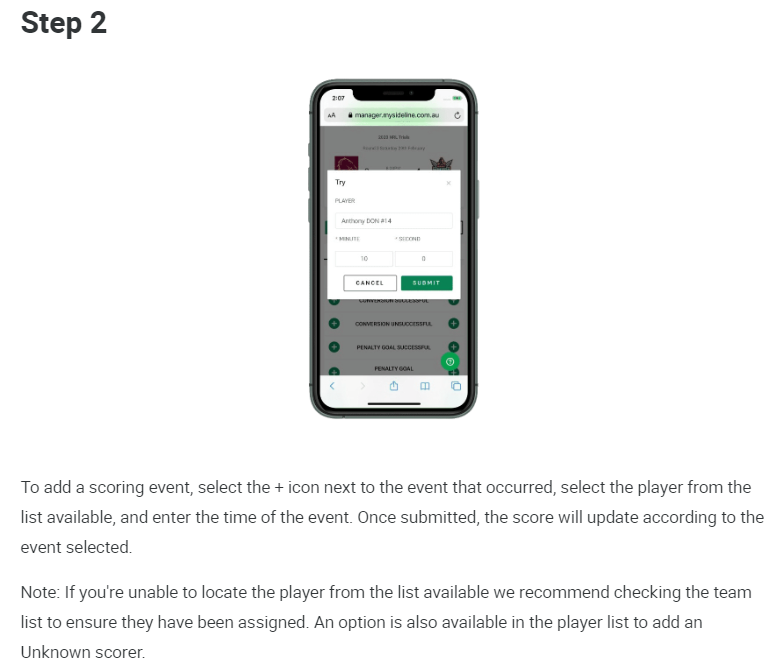 Step 2
2:07
AA manager.mysideline.com.au
Try
PLAYER
Anthony DON #14
* MINUTE * SECOND
10 0
CANCEL SUBMIT
CONVERSION SUCCESSFUL
CONVERSION UNSUCCESSFUL
PENALTY GOAL SUCCESSFUL
PENALTY GOAL
To add a scoring event, select the + icon next to the event that occurred, select the player from the
list available, and enter the time of the event. Once submitted, the score will update according to the
event selected.
Note: If you're unable to locate the player from the list available we recommend checking the team
list to ensure they have been assigned. An option is also available in the player list to add an
Unknown scorer.